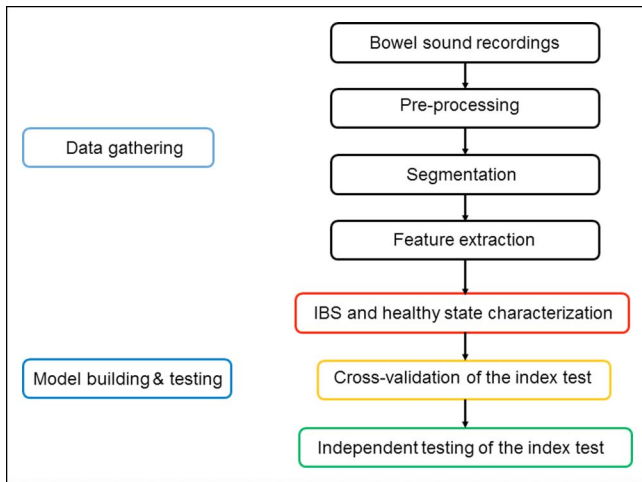 Bowel sound recordings
Pre-processing
Data gathering
Segmentation
Feature extraction
IBS and healthy state characterization
Model building & testing
Cross-validation of the index test
Independent testing of the index test